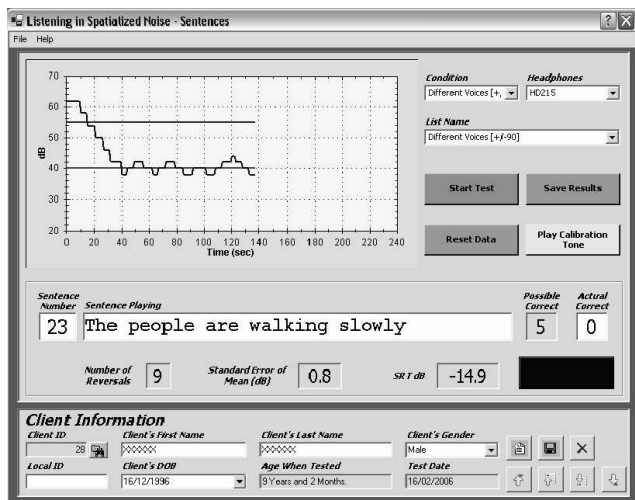 Listening in Spatialized Noise - Sentences
File Help
70
60
50
40
30
20
dB
0 20 40 60 80 100 120 140 160 180 200 220 240
Time (sec)
Condition Headphones
Different Voices [+, HD215
List Name
Different Voices [+/-90]
Start Test Save Results
Reset Data Play Calibration
Tone
Sentence
Number Sentence Playing Possible
Correct Actual
Correct
23 The people are walking slowly 5 0
Number of
Reversals 9 Standard Error of
Mean (dB) 0.8 SRT dB -14.9
Client Information
Client ID Client's First Name Client's Last Name Client's Gender
28 XXXXXX XXXXXX Male
Local ID Client's DOB Age When Tested Test Date
16/12/1996 9 Years and 2 Months. 16/02/2006